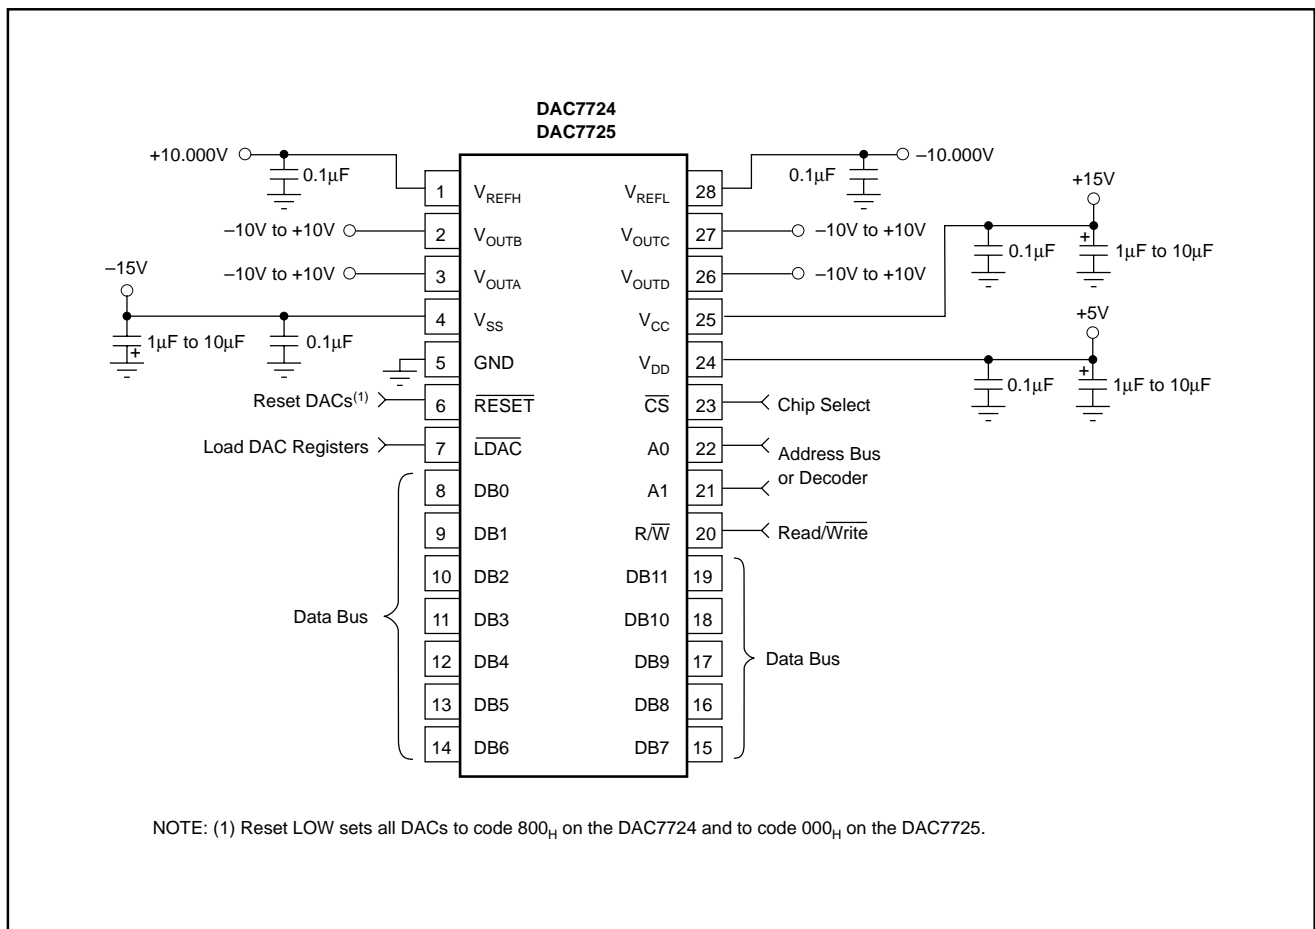 DAC7724
DAC7725
+10.000V
0.1μF
0.1μF
–10.000V
1 VREFH VREFL 28
–10V to +10V 2 VOUTB VOUTC 27 –10V to +10V
–10V to +10V 3 VOUTA VOUTD 26 –10V to +10V
+15V
0.1μF
+ 1μF to 10μF
–15V
4 VSS VCC 25
1μF to 10μF
+
0.1μF
5 GND VDD 24
+5V
0.1μF
+ 1μF to 10μF
Reset DACs(1) 6 RESET CS 23 Chip Select
Load DAC Registers 7 LDAC A0 22
Address Bus
or Decoder
8 DB0 A1 21
9 DB1 R/W 20 Read/Write
10 DB2 DB11 19
Data Bus 11 DB3 DB10 18
12 DB4 DB9 17 Data Bus
13 DB5 DB8 16
14 DB6 DB7 15
NOTE: (1) Reset LOW sets all DACs to code 800H on the DAC7724 and to code 000H on the DAC7725.